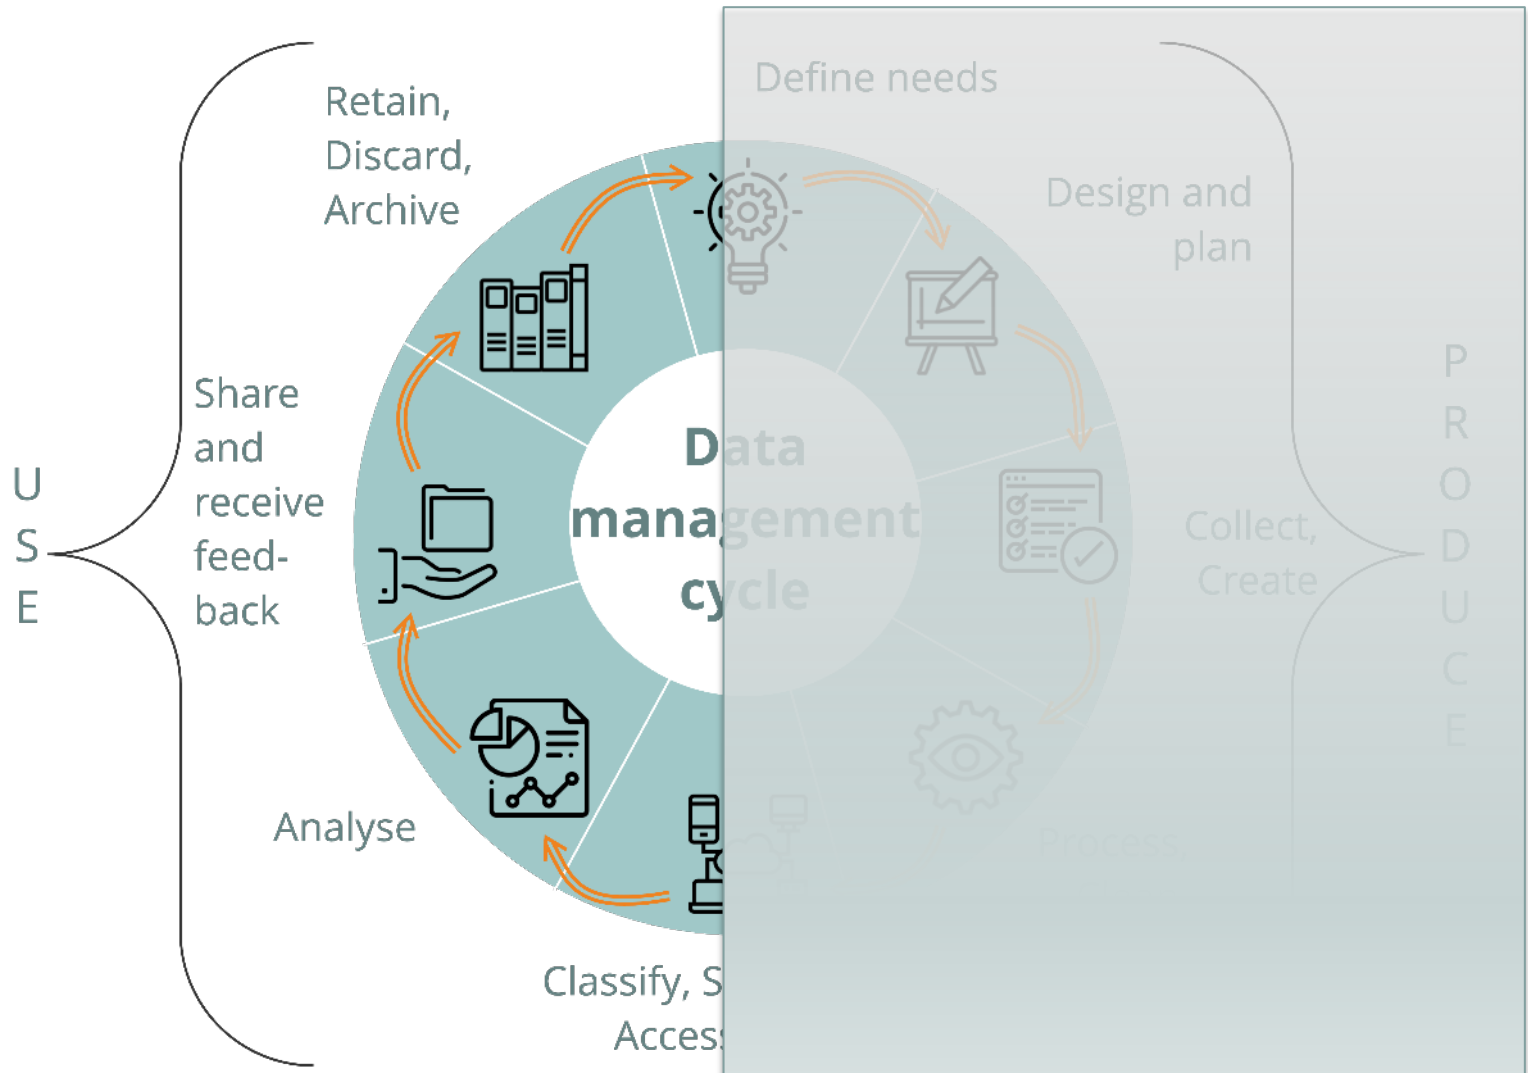 Define needs
Retain,
Discard,
Archive
Design and
plan
Share
and
receive
feed-
back
Data
management
cycle
U
S
E
P
R
O
D
U
C
E
Collect,
Create
Analyse
Process,
Classify,